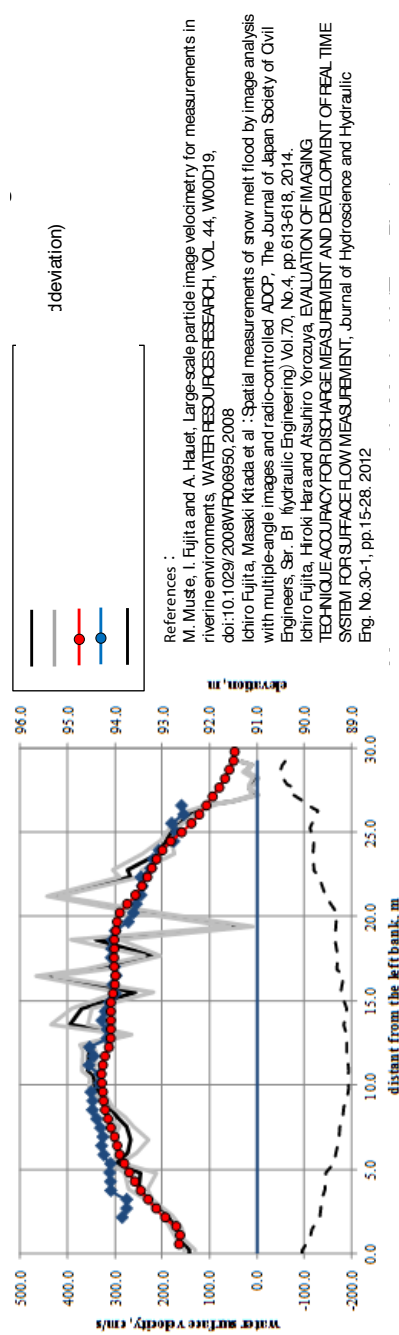 ddeviation)
References :
M. Muste, I. Fujita and A. Hauet, Large-scale particle image velocimetry for measurements in
riverine environments, WATER RESOURCES RESEARCH, VOL. 44, W00D19,
doi:10.1029/2008WR006950, 2008
Ichiro Fujita, Masaki Kitada et al : Spatial measurements of snow melt flood by image analysis
with multiple-angle images and radio-controlled ADCP, The Journal of Japan Society of Civil
Engineers, Ser. B1 (Hydraulic Engineering) Vol.70, No.4, pp.613-618, 2014.
Ichiro Fujita, Hiroki Hara and Atsuhiro Yorozuya, EVALUATION OF IMAGING
TECHNIQUE ACCURACY FOR DISCHARGE MEASUREMENT AND DEVELOPMENT OF REAL TIME
SYSTEM FOR SURFACE FLOW MEASUREMENT, Journal of Hydroscience and Hydraulic
Eng. No.30-1, pp.15-28. 2012
water surface velocity, cm/s
500.0
400.0
300.0
200.0
100.0
0.0
-100.0
-200.0
elevation, m
96.0
95.0
94.0
93.0
92.0
91.0
90.0
89.0
0.0 5.0 10.0 15.0 20.0 25.0 30.0
distant from the left bank, m